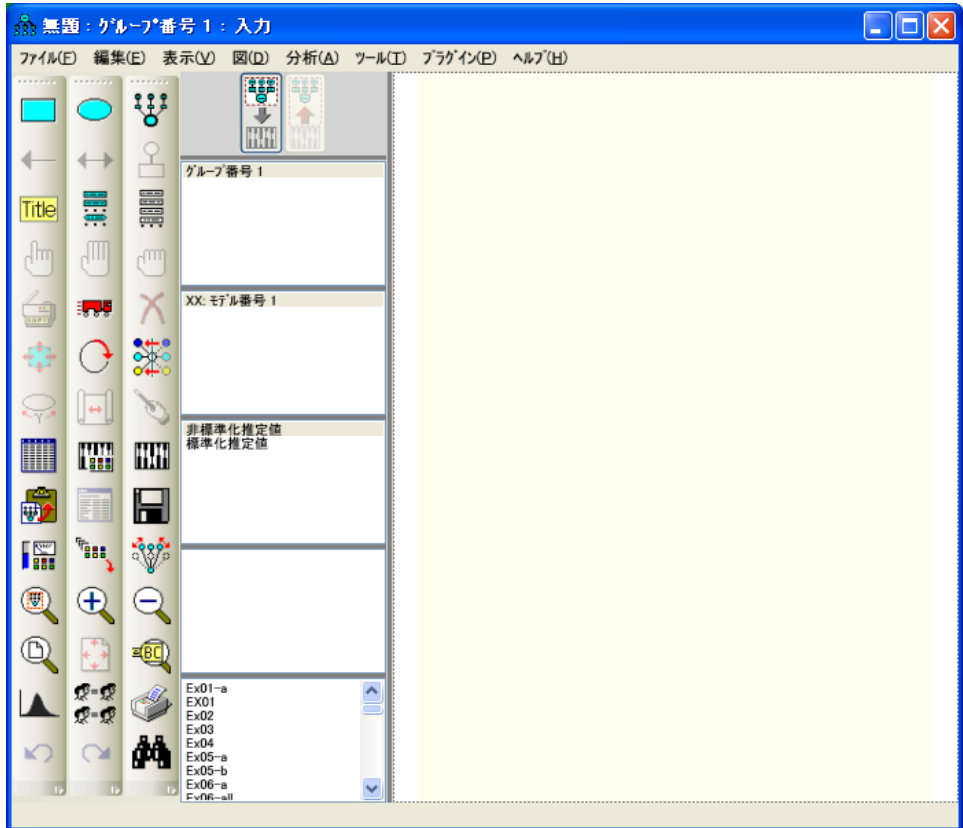 無題 : グループ番号 1 : 入力
ファイル(F) 編集(E) 表示(V) 図(D) 分析(A) ツール(T) プラグイン(P) ヘルプ(H)
Title
グループ番号 1
XX: モデル番号 1
非標準化推定値
標準化推定値
BC
Ex01-a
EX01
Ex02
Ex03
Ex04
Ex05-a
Ex05-b
Ex06-a
Ex06-all